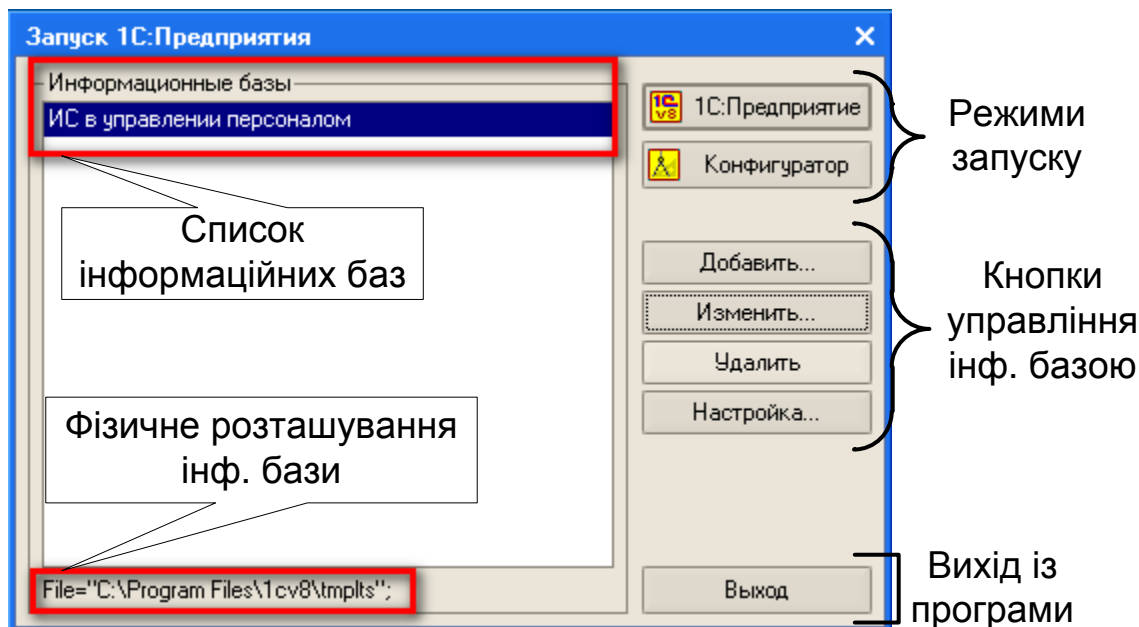 Запуск 1С:Предприятия
Информационные базы
ИС в управлении персоналом
1С:Предприятие
Конфигуратор
Режими
запуску
Список
інформаційних баз
Добавить...
Изменить...
Удалить
Настройка...
Кнопки
управління
інф. базою
Фізичне розташування
інф. бази
File="C:\Program Files\1cv8\tmplts";
Выход
Вихід із
програми